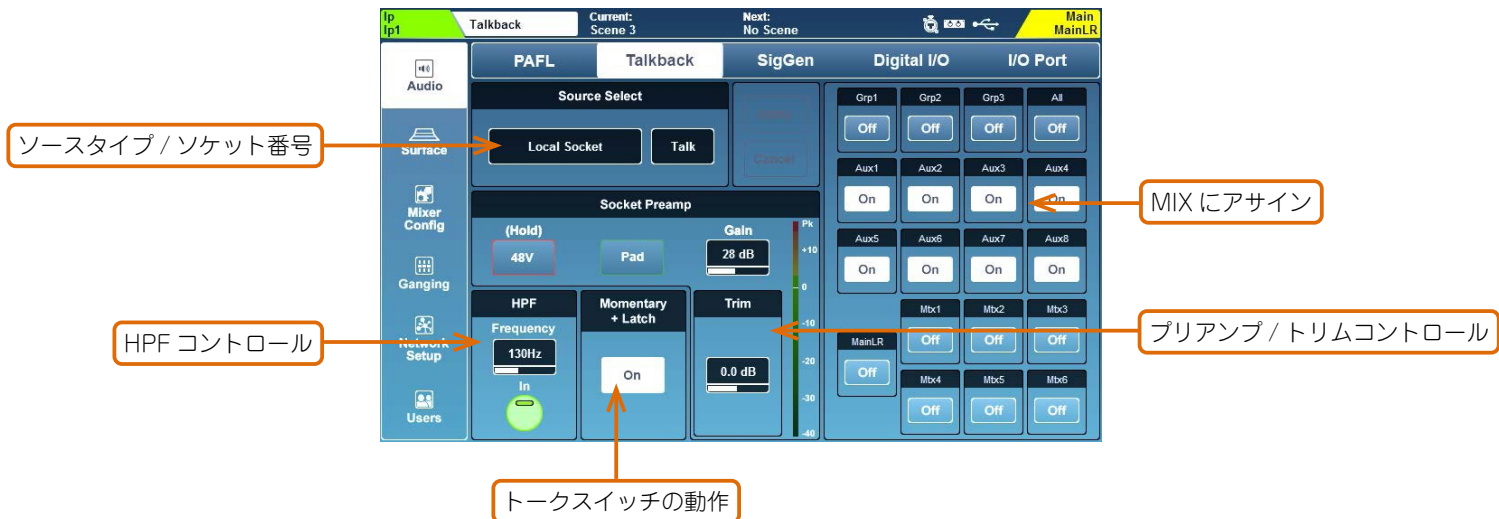 Ip
Ip1
Talkback
Current:
Scene 3
Next:
No Scene
Main
MainLR
Audio
Surface
Mixer
Config
Ganging
Network
Setup
Users
PAFL
Talkback
SigGen
Digital I/O
I/O Port
Source Select
Local Socket
Talk
Cancel
Socket Preamp
(Hold)
48V
Pad
Gain
28 dB
Pk
+10
0
-10
-20
-30
-40
HPF
Frequency
130Hz
In
Momentary
+ Latch
On
Trim
0.0 dB
Grp1
Grp2
Grp3
All
Off
Off
Off
Off
Aux1
Aux2
Aux3
Aux4
On
On
On
On
Aux5
Aux6
Aux7
Aux8
On
On
On
On
Mtx1
Mtx2
Mtx3
MainLR
Off
Off
Off
Off
Mtx4
Mtx5
Mtx6
Off
Off
Off
ソースタイプ / ソケット番号
HPF コントロール
トークスイッチの動作
MIX にアサイン
プリアンプ / トリムコントロール